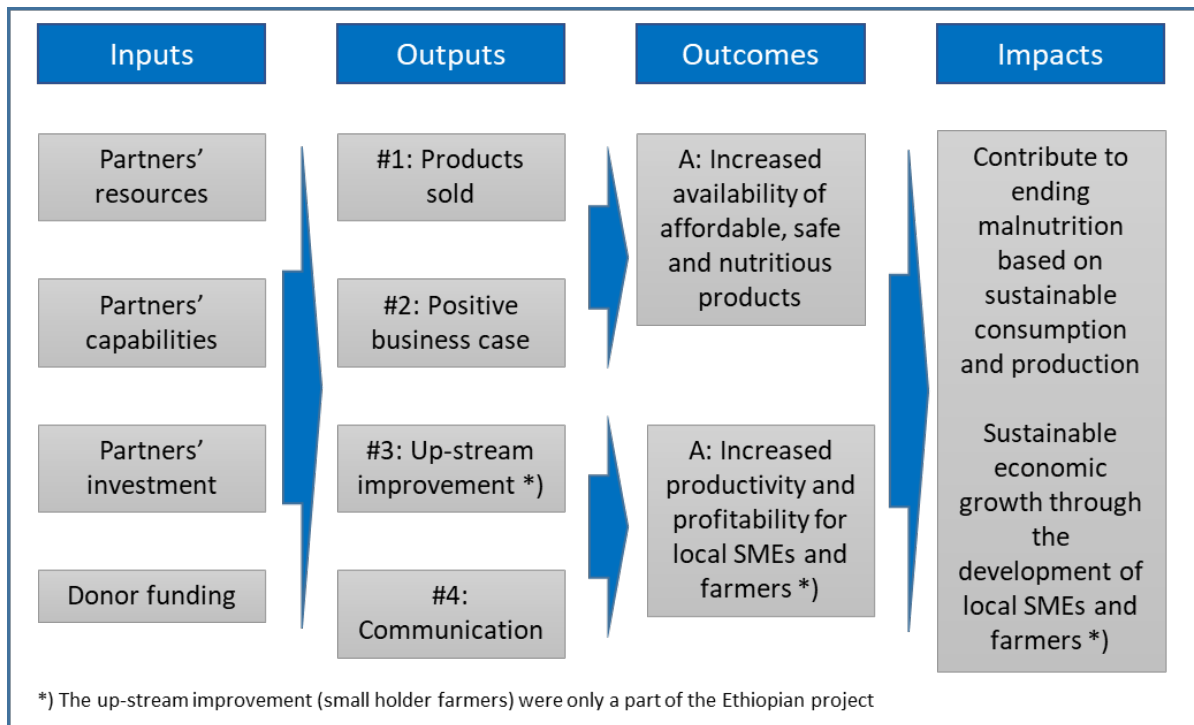 Inputs
Outputs
Outcomes
Impacts
Partners’
resources
Partners’
capabilities
Partners’
investment
Donor funding
#1: Products
sold
#2: Positive
business case
#3: Up-stream
improvement *)
#4:
Communication
A: Increased
availability of
affordable, safe
and nutritious
products
A: Increased
productivity and
profitability for
local SMEs and
farmers *)
Contribute to
ending
malnutrition
based on
sustainable
consumption
and production
Sustainable
economic
growth through
the
development of
local SMEs and
farmers *)
*) The up-stream improvement (small holder farmers) were only a part of the Ethiopian project